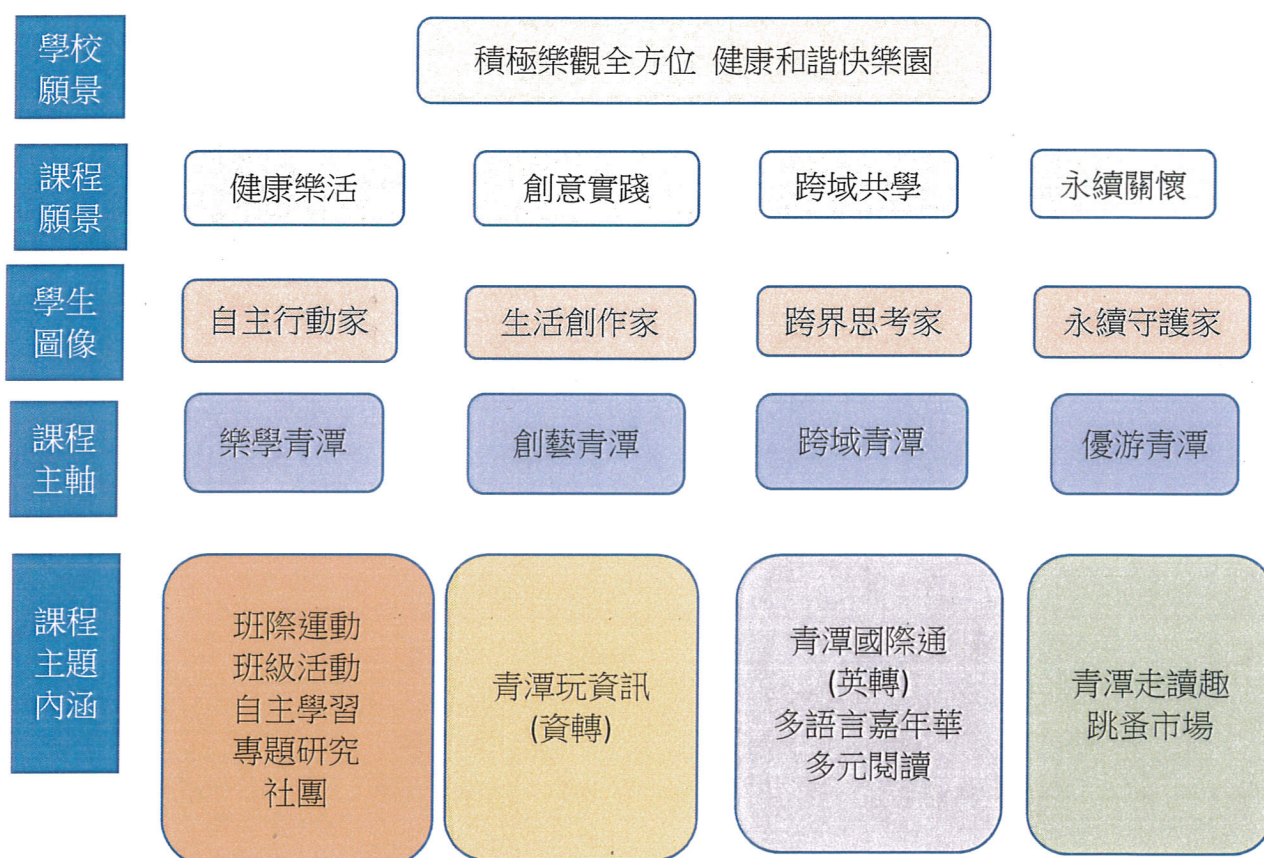 學校
願景
積極樂觀全方位 健康和諧快樂園
課程
願景
健康樂活
創意實踐
跨域共學
永續關懷
學生
圖像
自主行動家
生活創作家
跨界思考家
永續守護家
課程
主軸
樂學青潭
創藝青潭
跨域青潭
優游青潭
課程
主題
內涵
班際運動
班級活動
自主學習
專題研究
社團
青潭玩資訊
(資轉)
青潭國際通
(英轉)
多語言嘉年華
多元閱讀
青潭走讀趣
跳蚤市場